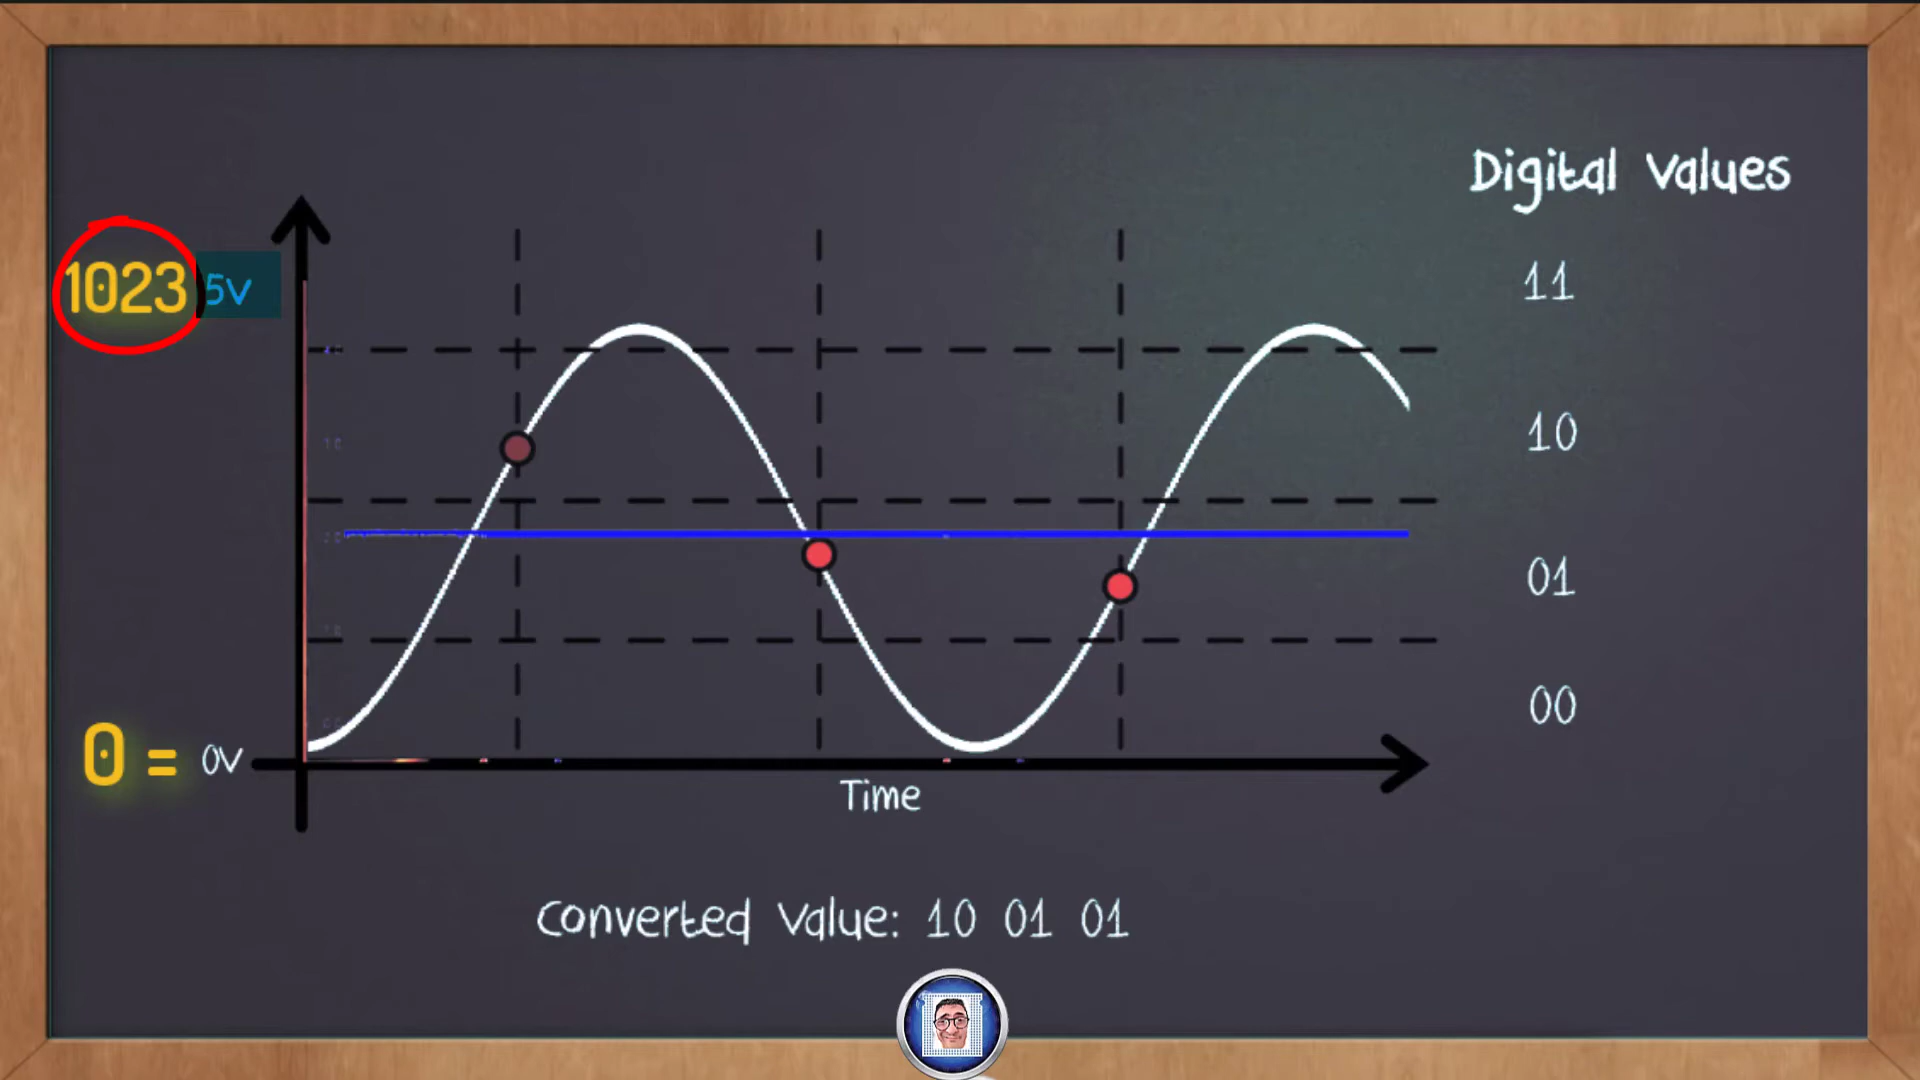 Digital Values
1023 5V
11
10
01
00
0 = 0V
Time
Converted Value: 10 01 01